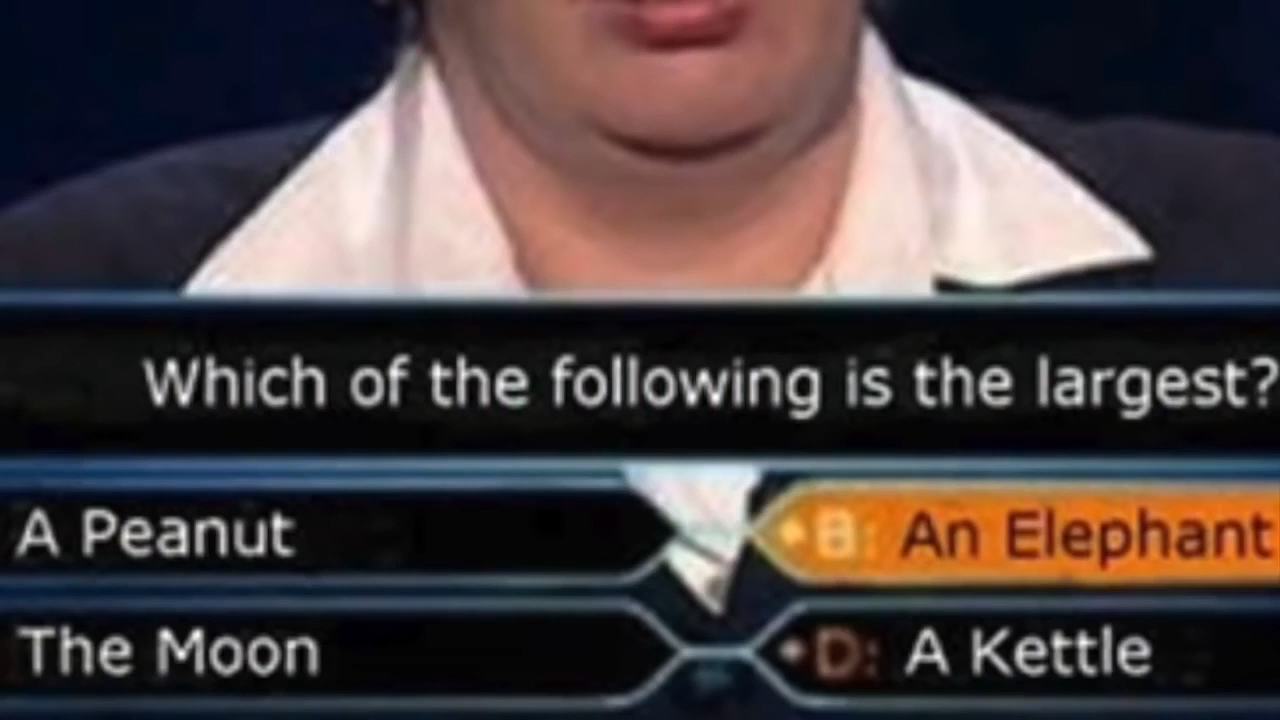 Which of the following is the largest?
A Peanut
B: An Elephant
The Moon
D: A Kettle